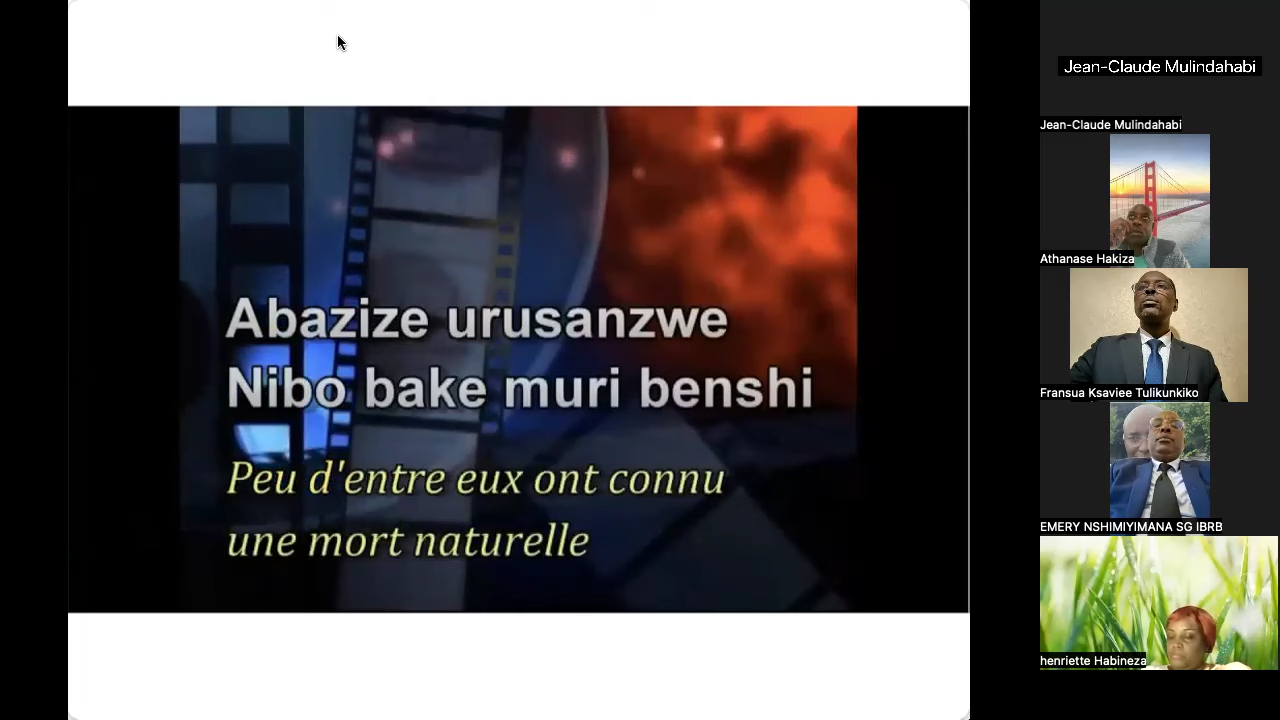 Abazize urusanzwe
Nibo bake muri benshi
Peu d'entre eux ont connu
une mort naturelle
Jean-Claude Mulindahabi
Jean-Claude Mulindahabi
Athanase Hakiza
Fransua Ksaviee Tulikunkiko
EMERY NSHIMIYIMANA SG IBRB
henriette Habineza